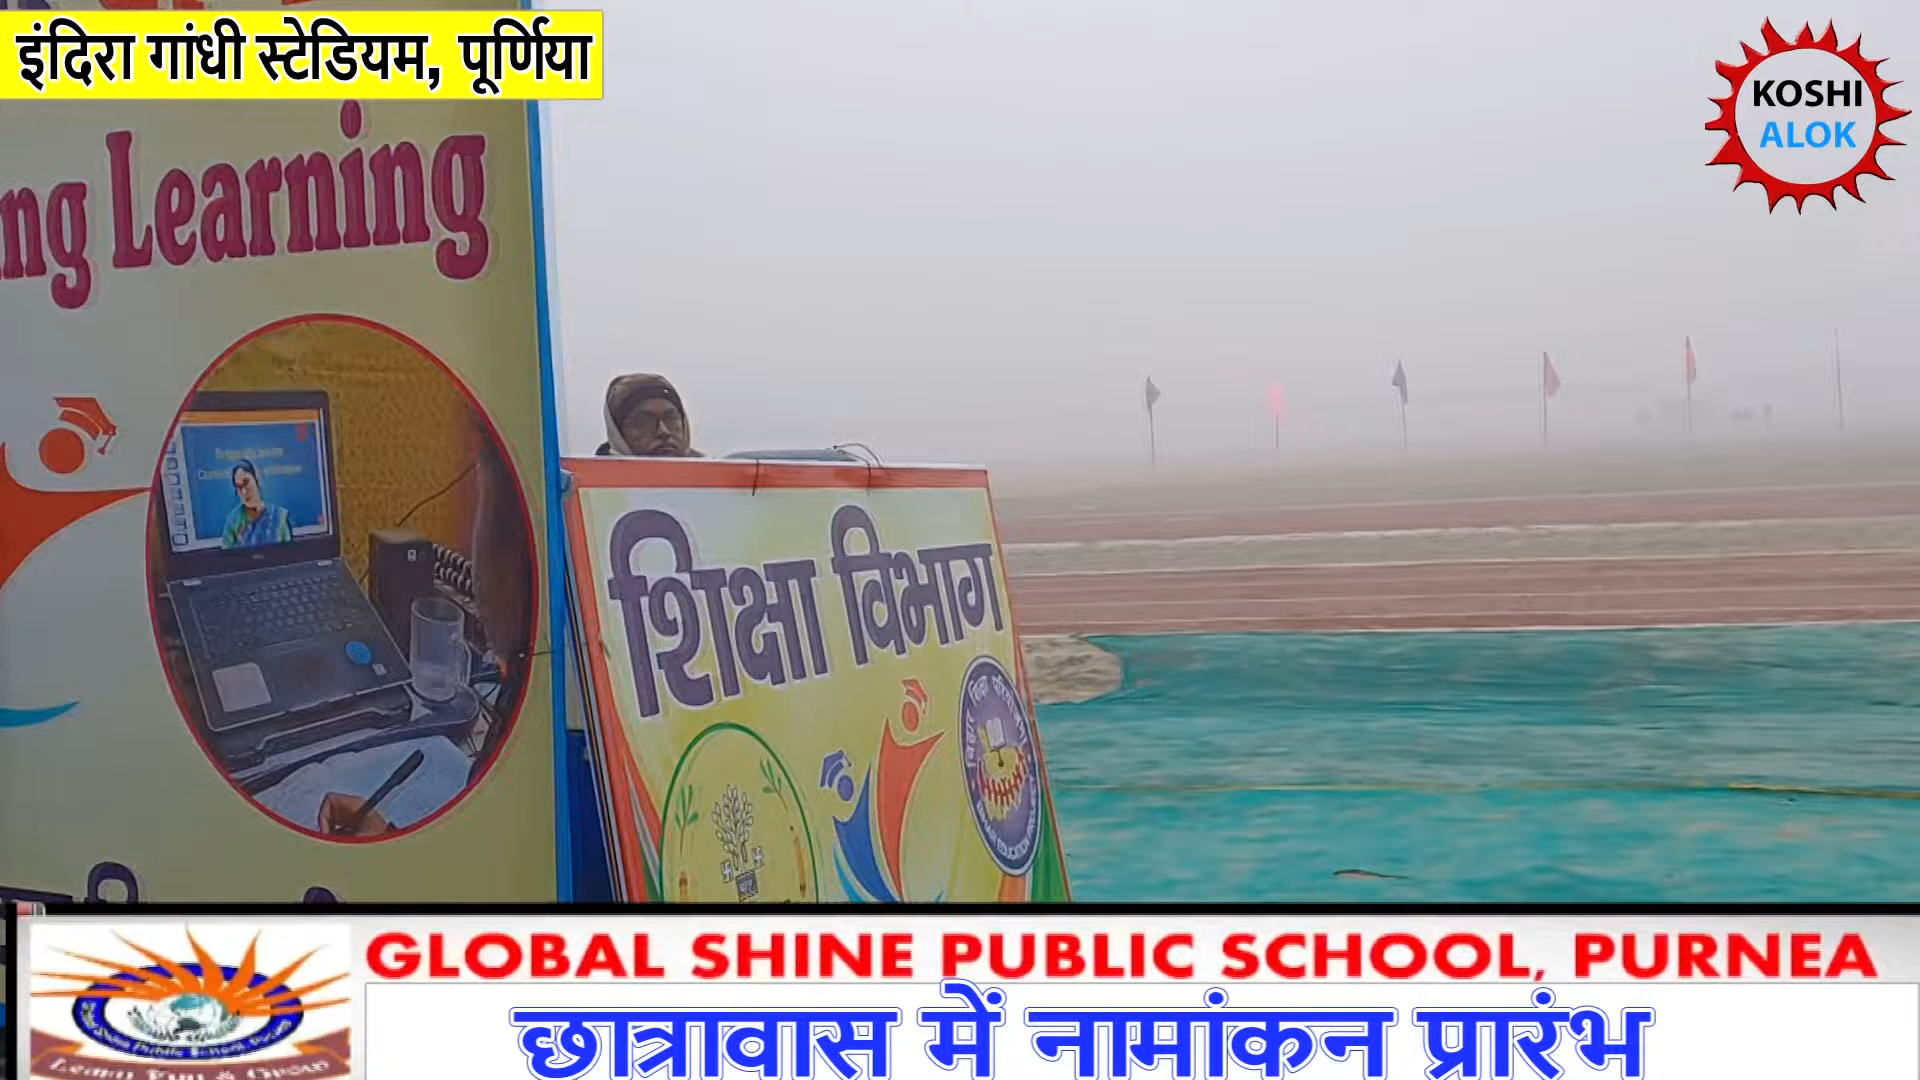 इंदिरा गांधी स्टेडियम, पूर्णिया
KOSHI
ALOK
ng Learning
शिक्षा विभाग
GLOBAL SHINE PUBLIC SCHOOL, PURNEA
छात्रावास में नामांकन प्रारंभ